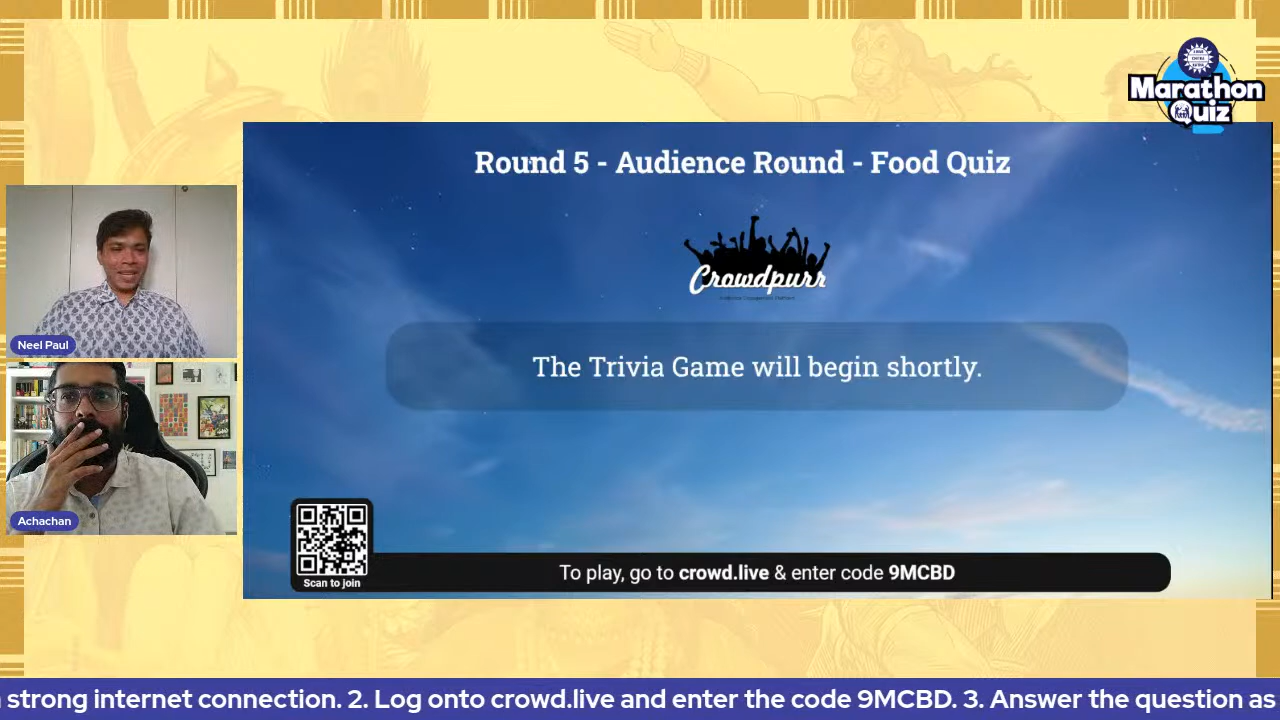 Marathon
Quiz
Round 5 - Audience Round - Food Quiz
Crowdpurr
The Trivia Game will begin shortly.
Neel Paul
Achachan
Scan to join
To play, go to crowd.live & enter code 9MCBD
strong internet connection. 2. Log onto crowd.live and enter the code 9MCBD. 3. Answer the question as